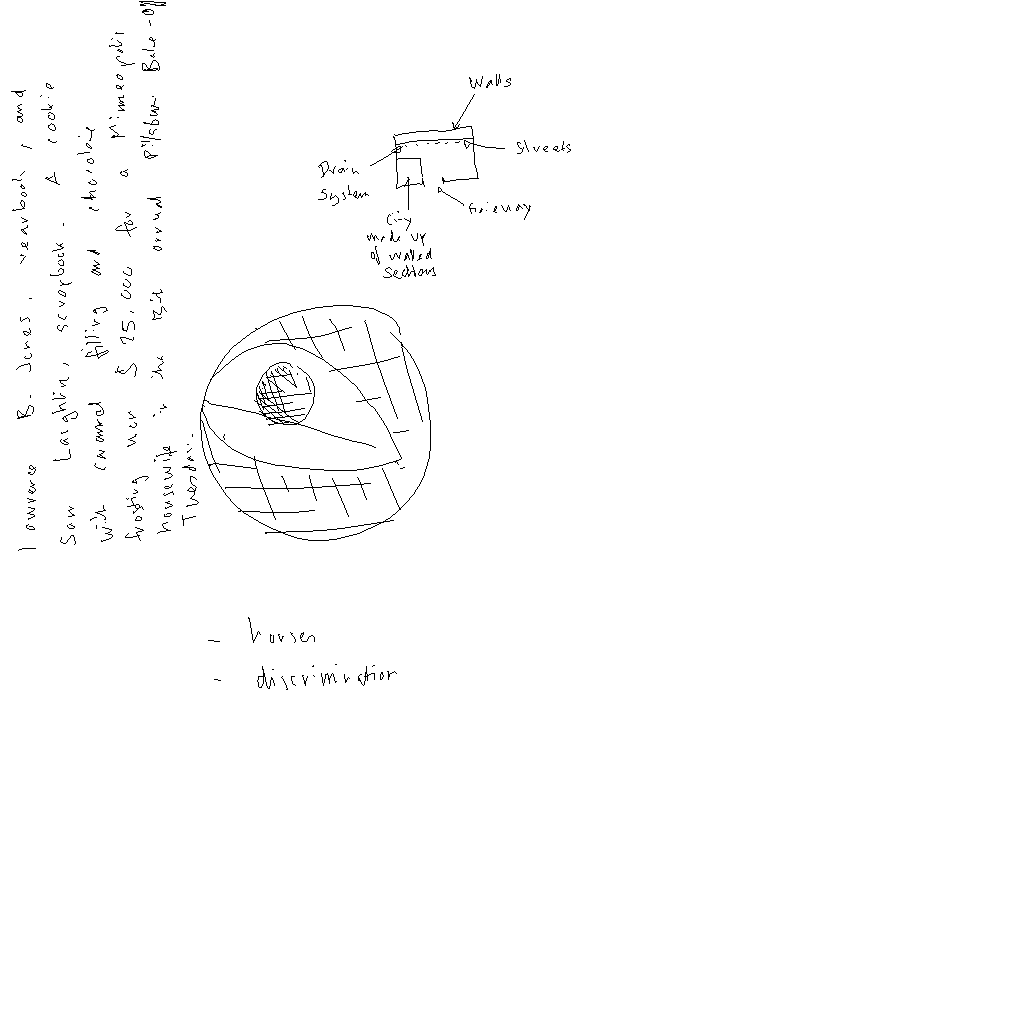 Lawrence B. Jones, yearbook, and
Sam Laughlin, scrapbook. A cookie
with caramel filling and chocolate
frosting won $ 25,000 for a Minneapolis
housewife in the annual Pillsbury Bake-off
Tuesday.
Walls
Streets
Drain
System
Gateway
City
made up
of walled
Sections
- houses
- discrimination